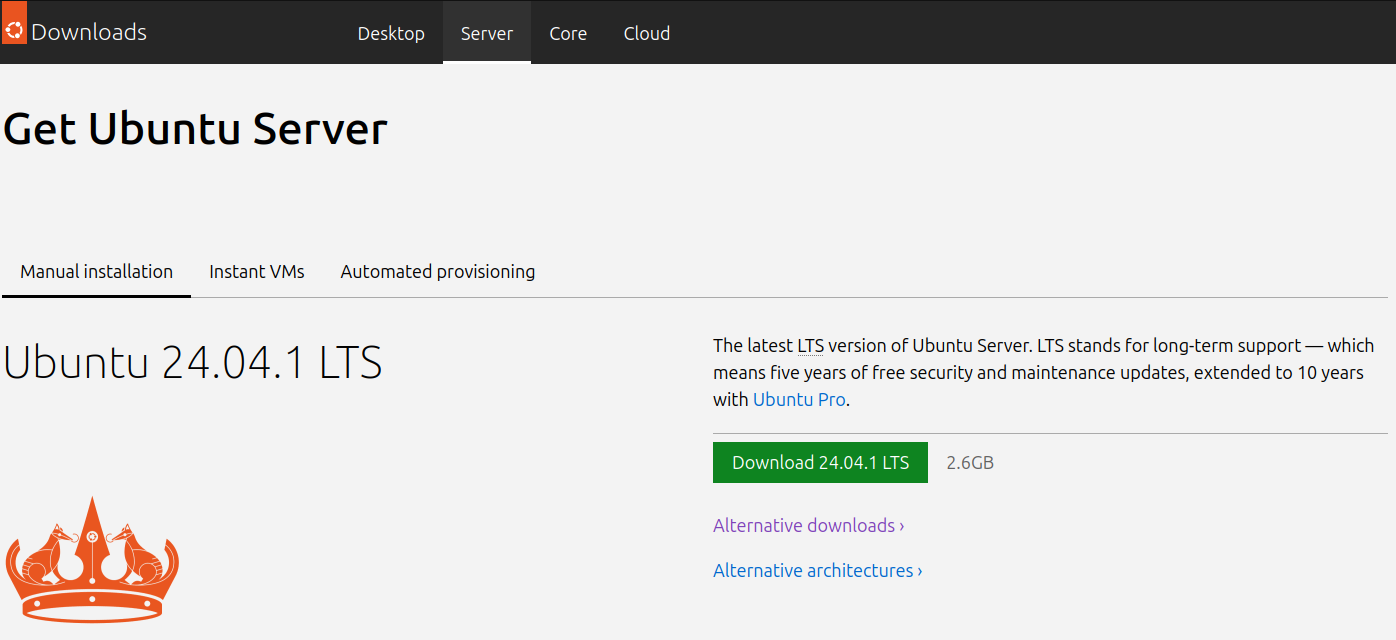 Downloads
Desktop
Server
Core
Cloud
Get Ubuntu Server
Manual installation
Instant VMs
Automated provisioning
Ubuntu 24.04.1 LTS
The latest LTS version of Ubuntu Server. LTS stands for long-term support — which
means five years of free security and maintenance updates, extended to 10 years
with Ubuntu Pro.
Download 24.04.1 LTS
2.6GB
Alternative downloads ›
Alternative architectures ›